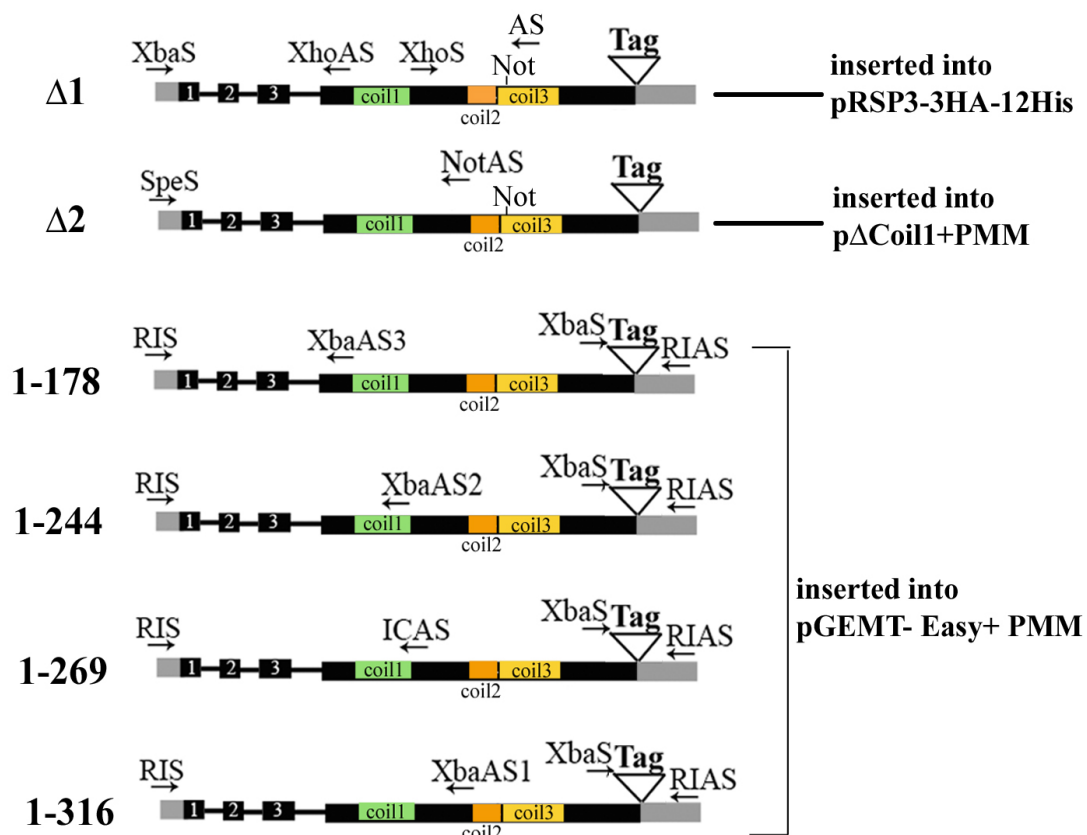 AS
XbaS XhoAS XhoS Tag
Not
Δ1 1 2 3 coil1 coil3
coil2
inserted into
pRSP3-3HA-12His
NotAS Tag
SpeS Not
Δ2 1 2 3 coil1 coil3
coil2
inserted into
pΔCoil1+PMM
RIS XbaAS3 XbaS Tag RIAS
1-178 1 2 3 coil1 coil3
coil2
RIS XbaAS2 XbaS Tag RIAS
1-244 1 2 3 coil1 coil3
coil2
inserted into
pGEMT- Easy+ PMM
RIS ICAS XbaS Tag RIAS
1-269 1 2 3 coil1 coil3
coil2
RIS XbaAS1 XbaS Tag RIAS
1-316 1 2 3 coil1 coil3
coil2